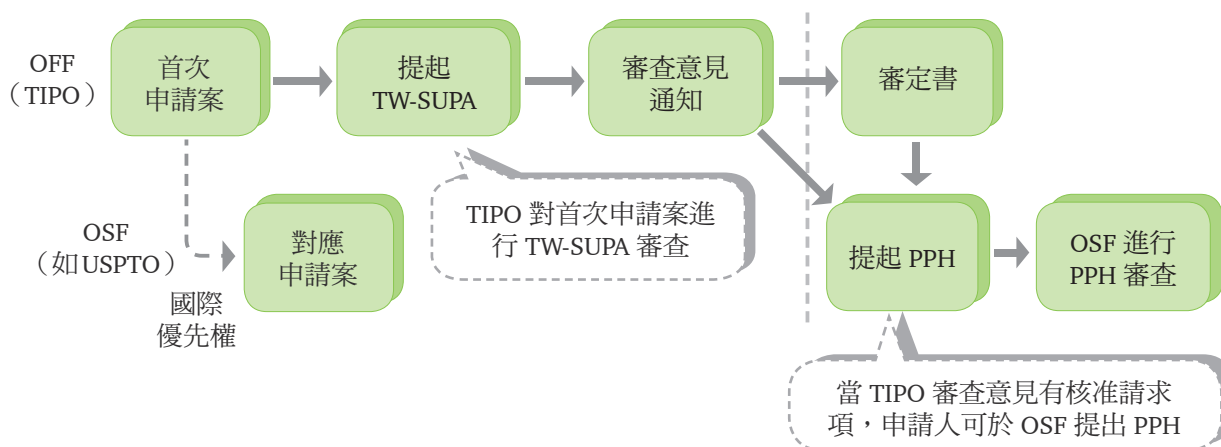 OFF
（TIPO）
首次
申請案
提起
TW-SUPA
審查意見
通知
審定書
TIPO 對首次申請案進
行 TW-SUPA 審查
OSF
（如USPTO）
對應
申請案
國際
優先權
提起 PPH
OSF 進行
PPH 審查
當 TIPO 審查意見有核准請求
項，申請人可於 OSF 提出 PPH